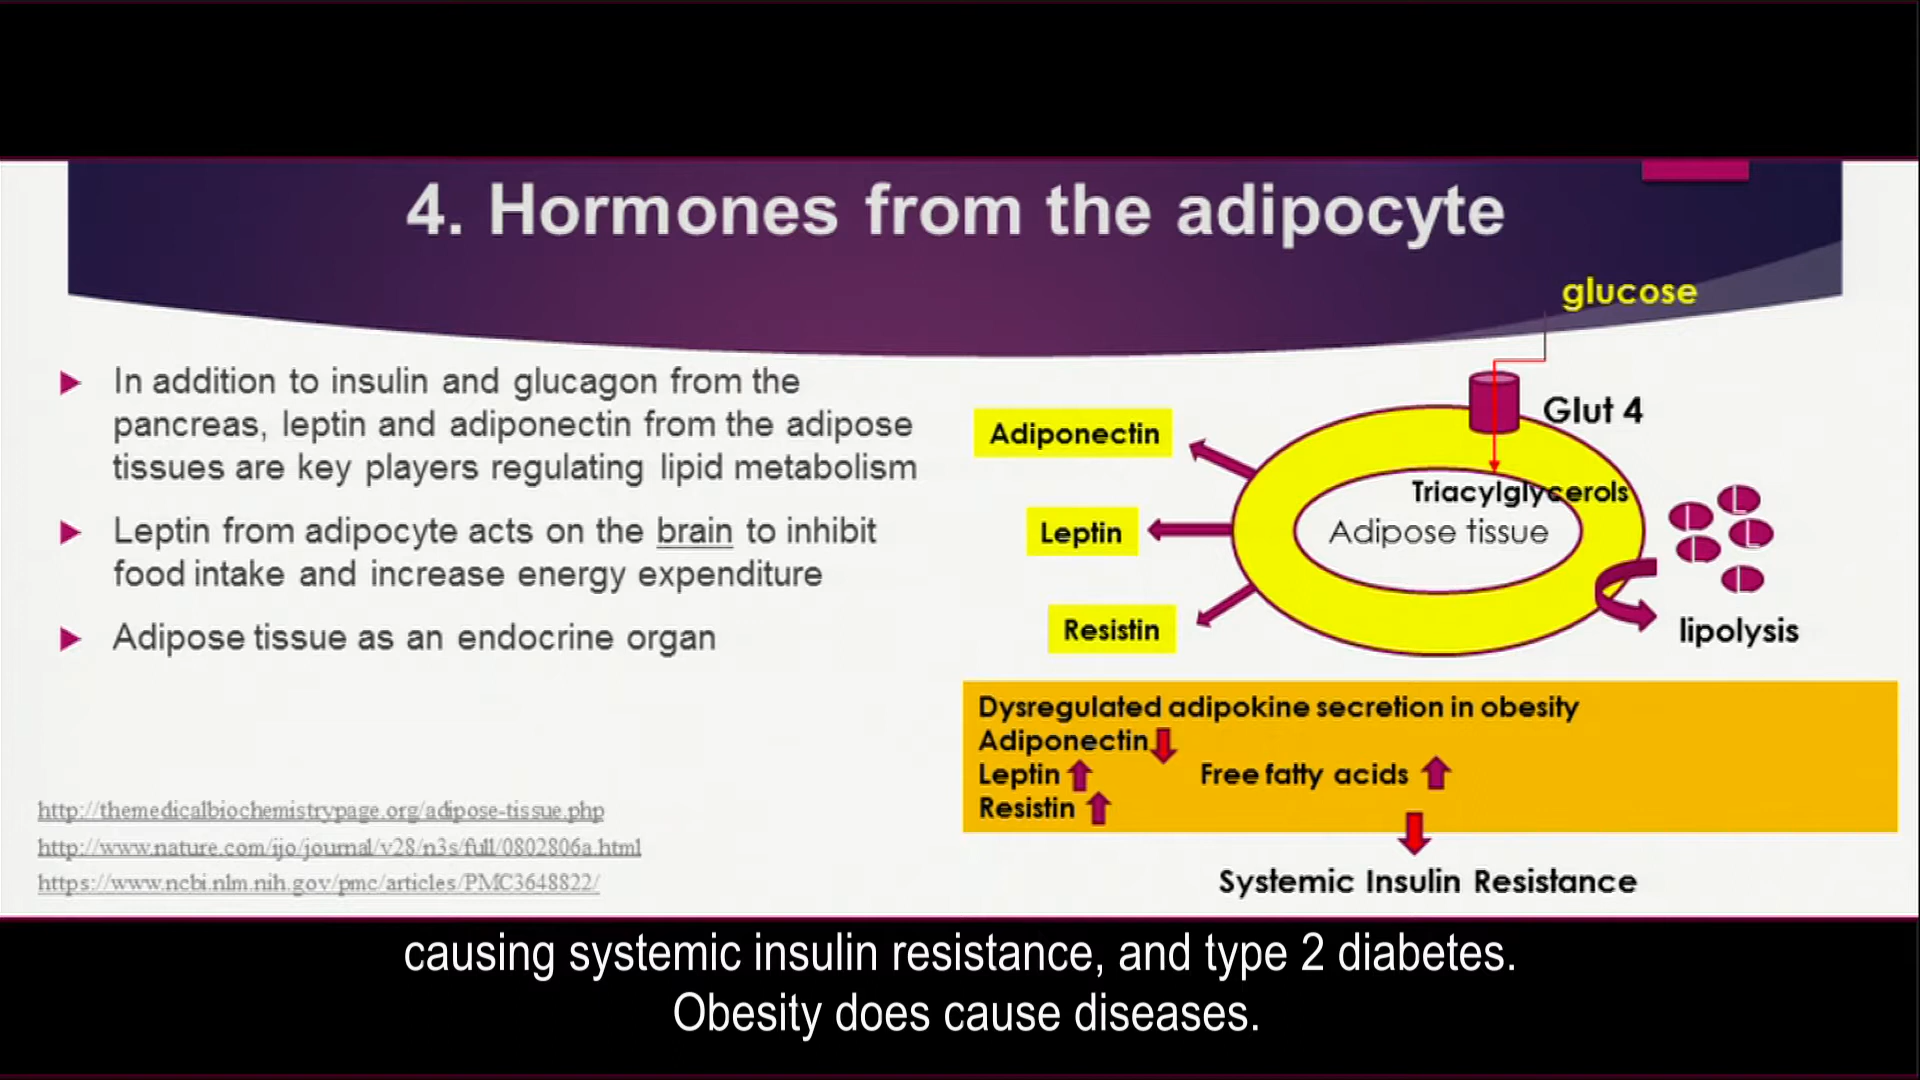 4. Hormones from the adipocyte
In addition to insulin and glucagon from the
pancreas, leptin and adiponectin from the adipose
tissues are key players regulating lipid metabolism
Leptin from adipocyte acts on the brain to inhibit
food intake and increase energy expenditure
Adipose tissue as an endocrine organ
http://themedicalbiochemistrypage.org/adipose-tissue.php
http://www.nature.com/ijo/journal/v28/n3s/full/0802806a.html
https://www.ncbi.nlm.nih.gov/pmc/articles/PMC3648822/
glucose
Glut 4
Adiponectin
Leptin
Resistin
Triacylglycerols
Adipose tissue
L
L
L
L
L
lipolysis
Dysregulated adipokine secretion in obesity
Adiponectin
Leptin Free fatty acids
Resistin
Systemic Insulin Resistance
causing systemic insulin resistance, and type 2 diabetes.
Obesity does cause diseases.